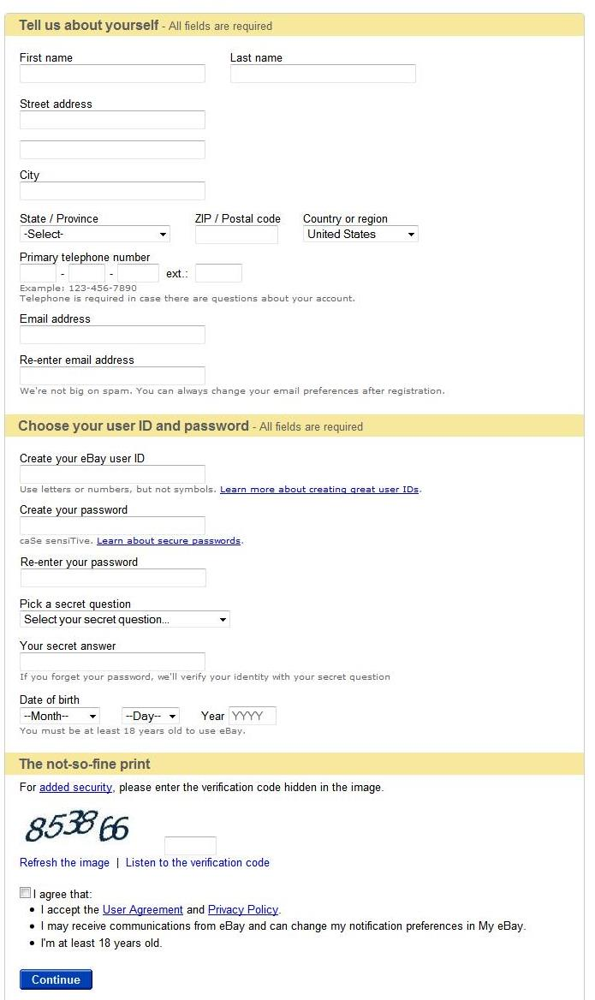 Tell us about yourself - All fields are required
First name Last name
Street address
City
State / Province ZIP / Postal code Country or region
-Select- United States
Primary telephone number
- - ext.:
Example: 123-456-7890
Telephone is required in case there are questions about your account.
Email address
Re-enter email address
We're not big on spam. You can always change your email preferences after registration.
Choose your user ID and password - All fields are required
Create your eBay user ID
Use letters or numbers, but not symbols. Learn more about creating great user IDs.
Create your password
caSe sensiTive. Learn about secure passwords.
Re-enter your password
Pick a secret question
Select your secret question...
Your secret answer
If you forget your password, we'll verify your identity with your secret question
Date of birth
--Month-- --Day-- Year YYYY
You must be at least 18 years old to use eBay.
The not-so-fine print
For added security, please enter the verification code hidden in the image.
853866
Refresh the image | Listen to the verification code
I agree that:
• I accept the User Agreement and Privacy Policy.
• I may receive communications from eBay and can change my notification preferences in My eBay.
• I'm at least 18 years old.
Continue